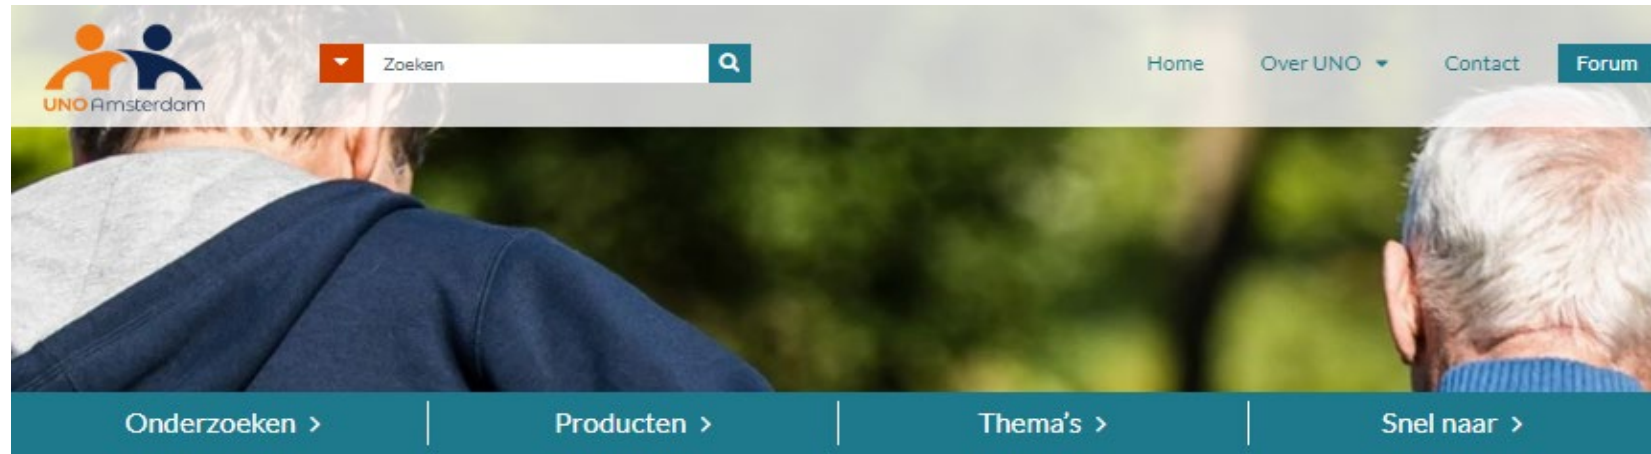 UNO Amsterdam
Zoeken
Home
Over UNO
Contact
Forum
Onderzoeken >
Producten >
Thema's >
Snel naar >